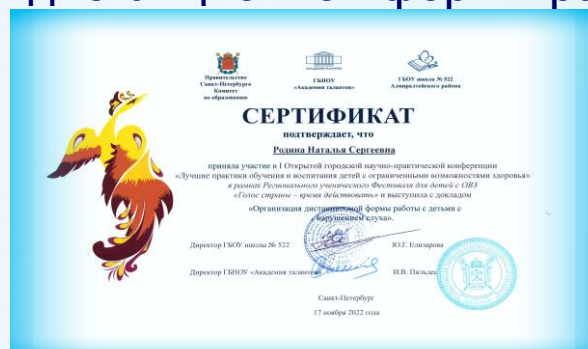 Правительство
Санкт-Петербурга
Комитет
по образованию
ГБНОУ
«Академия талантов»
ГБОУ школа № 522
Адмиралтейского района
СЕРТИФИКАТ
подтверждает, что
Родина Наталья Сергеевна
приняла участие в I Открытой городской научно-практической конференции
«Лучшие практики обучения и воспитания детей с ограниченными возможностями здоровья»
в рамках Регионального ученического Фестиваля для детей с ОВЗ
«Голос страны – время действовать» и выступила с докладом
«Организация дистанционной формы работы с детьми с
нарушением слуха».
Директор ГБОУ школы № 522 Ю.Г. Елизарова
Директор ГБНОУ «Академия талантов» И.В. Пильдес
Санкт-Петербург
17 ноября 2022 года